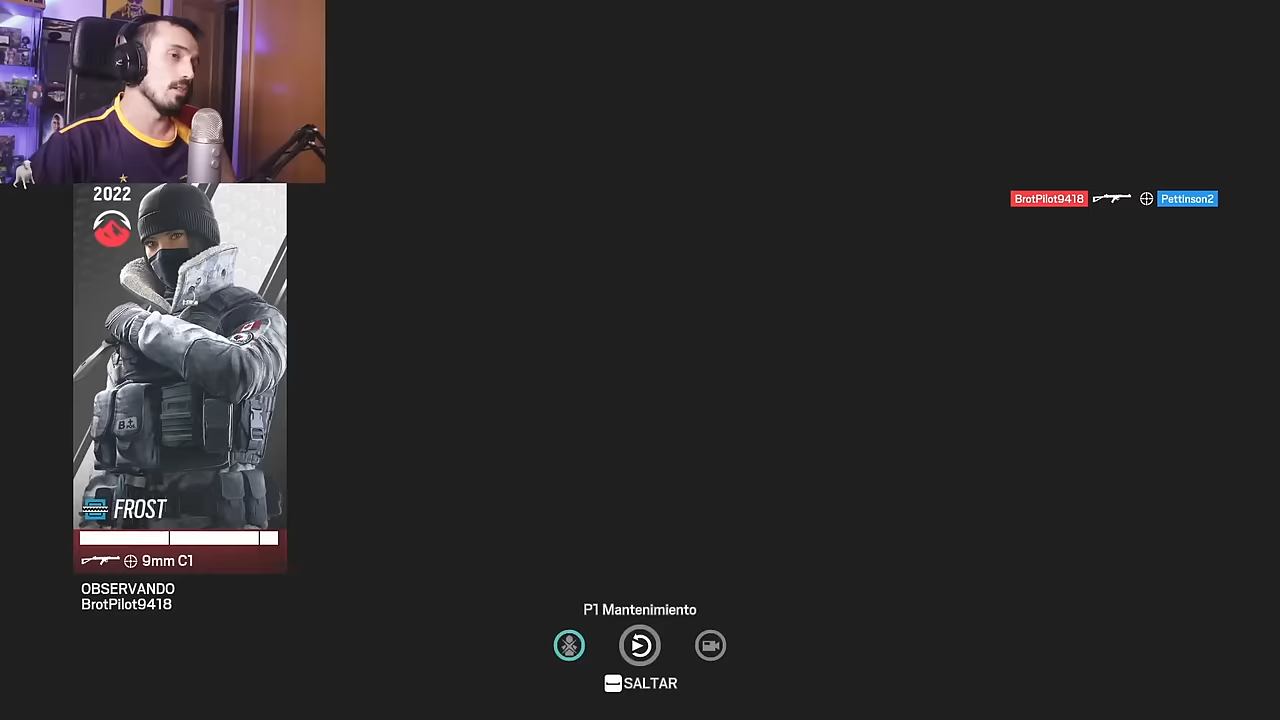 2022
BrotPilot9418
Pettinson2
FROST
9mm C1
OBSERVANDO
BrotPilot9418
P1 Mantenimiento
SALTAR